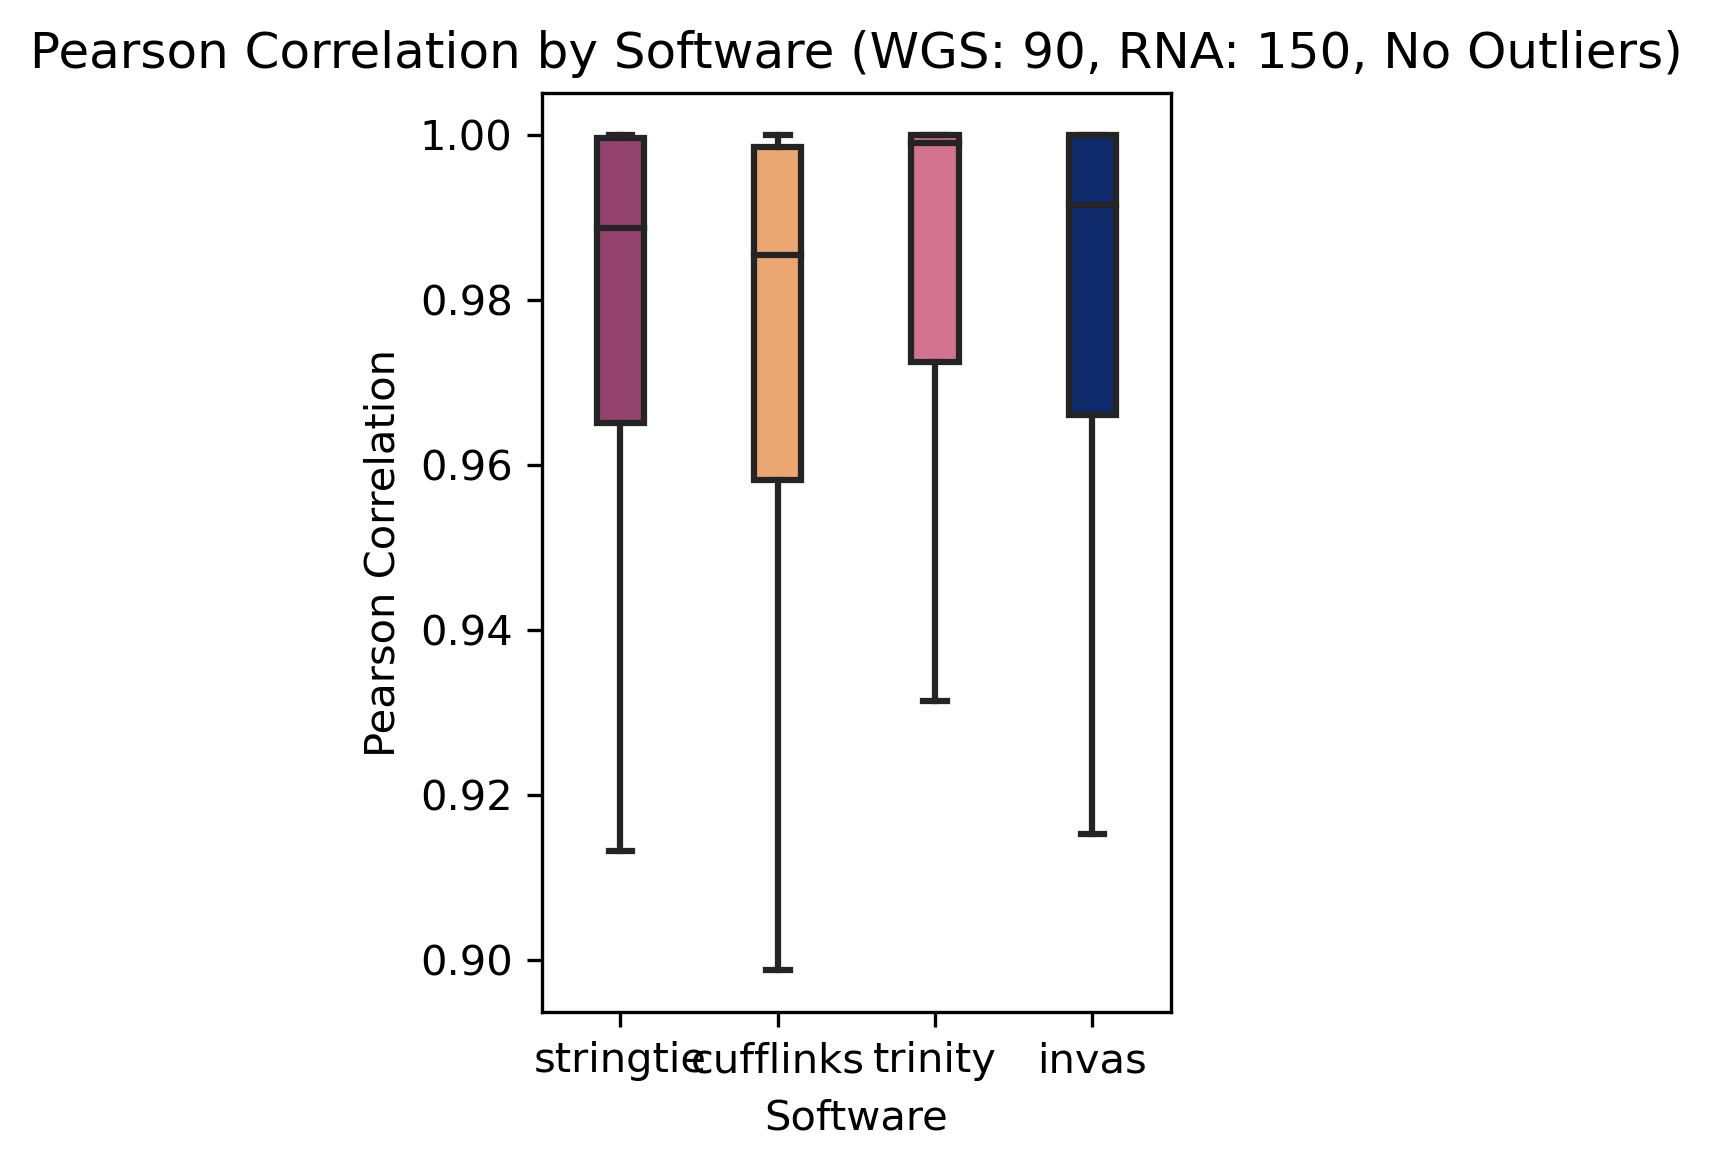 Pearson Correlation by Software (WGS: 90, RNA: 150, No Outliers)
1.00
0.98
0.96
0.94
0.92
0.90
Pearson Correlation
stringtie cufflinks trinity invas
Software